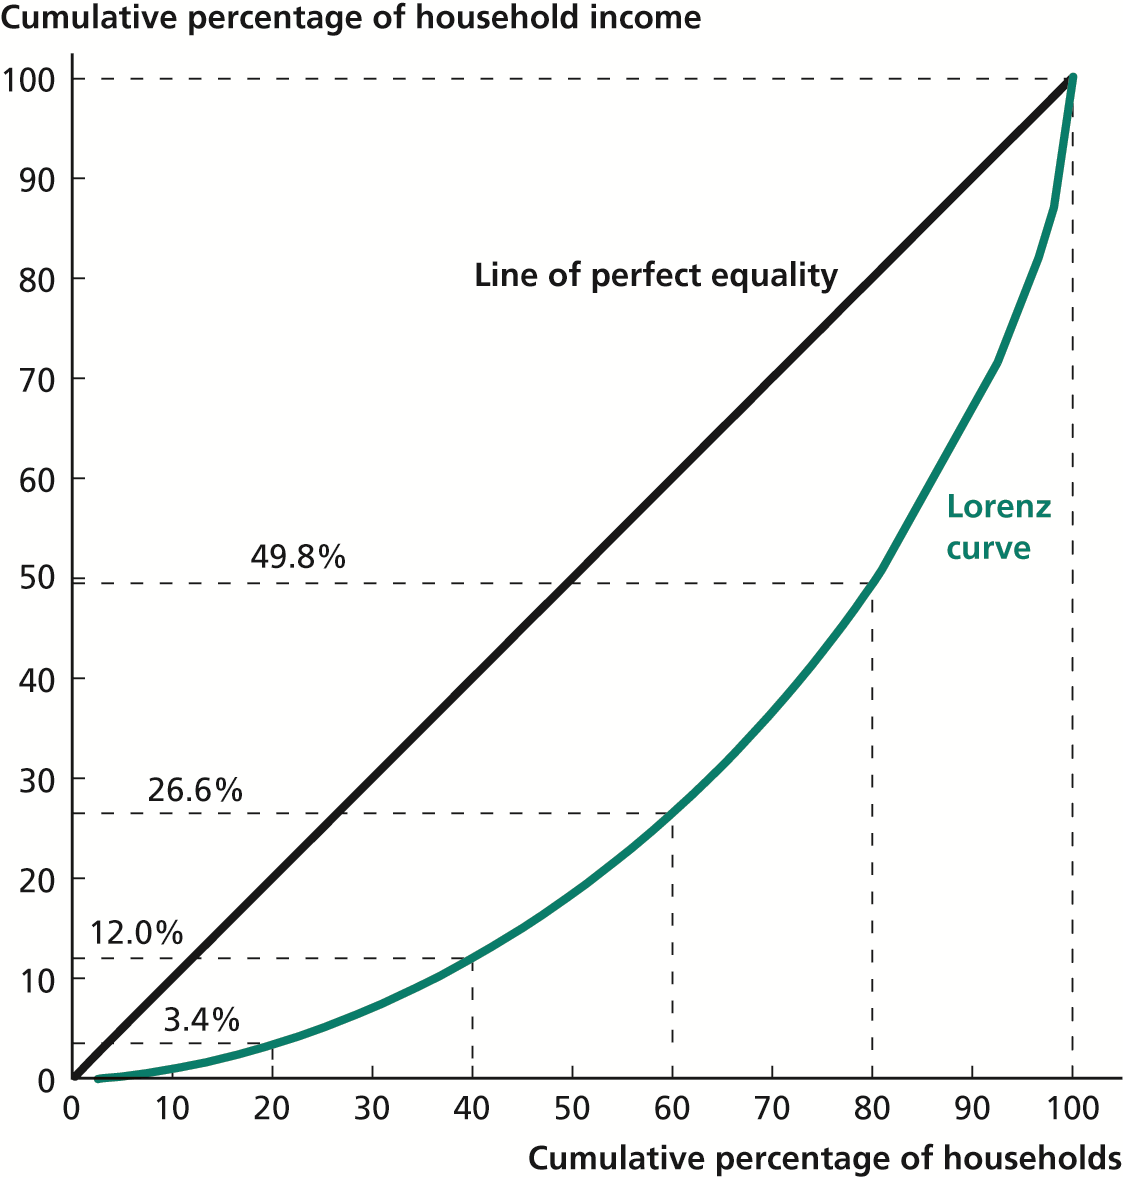 Cumulative percentage of household income
100
90
80
Line of perfect equality
70
60
Lorenz
curve
49.8%
50
40
30
26.6%
20
12.0%
10
3.4%
0
0 10 20 30 40 50 60 70 80 90 100
Cumulative percentage of households